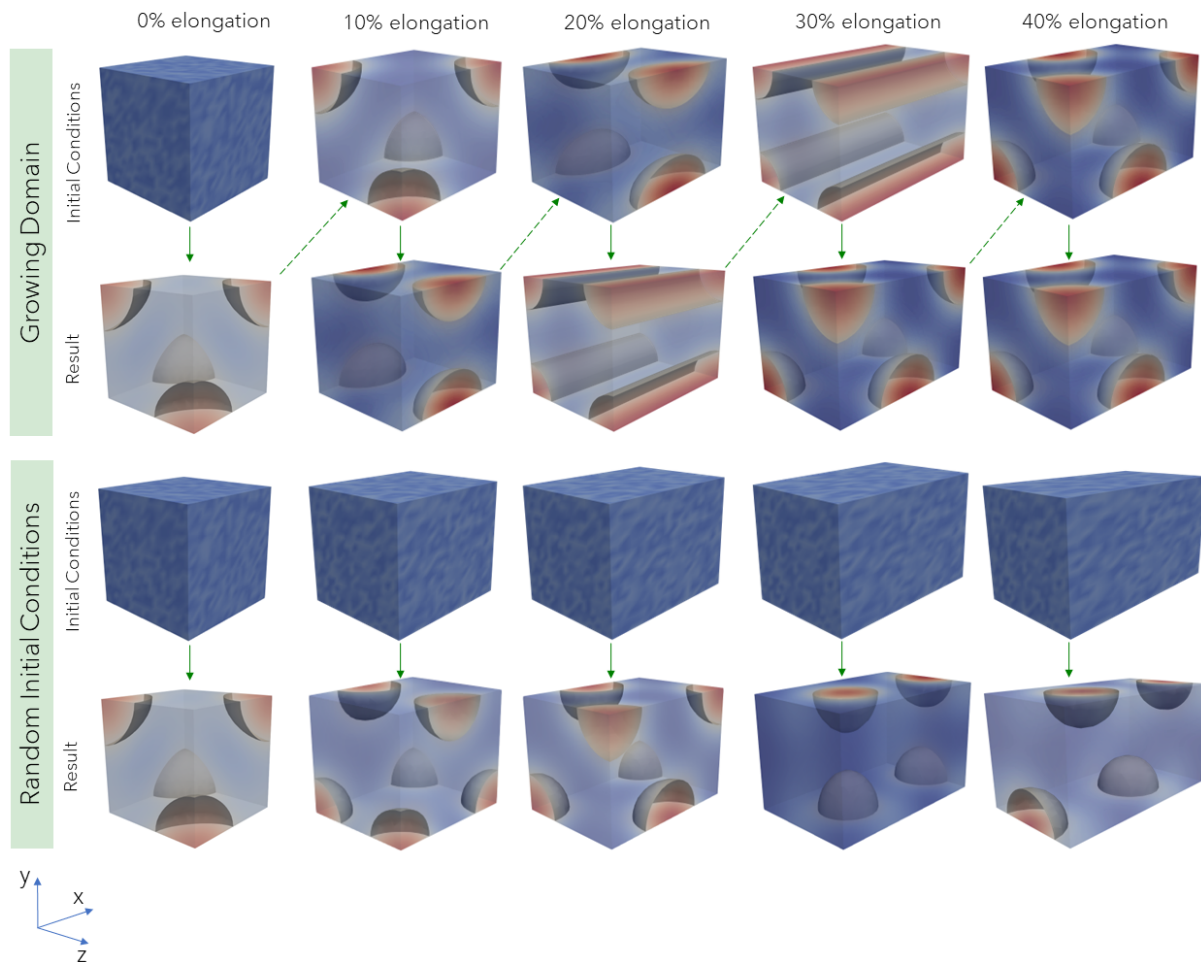 0% elongation
10% elongation
20% elongation
30% elongation
40% elongation
Growing Domain
Initial Conditions
Result
Random Initial Conditions
Initial Conditions
Result
y
x
z